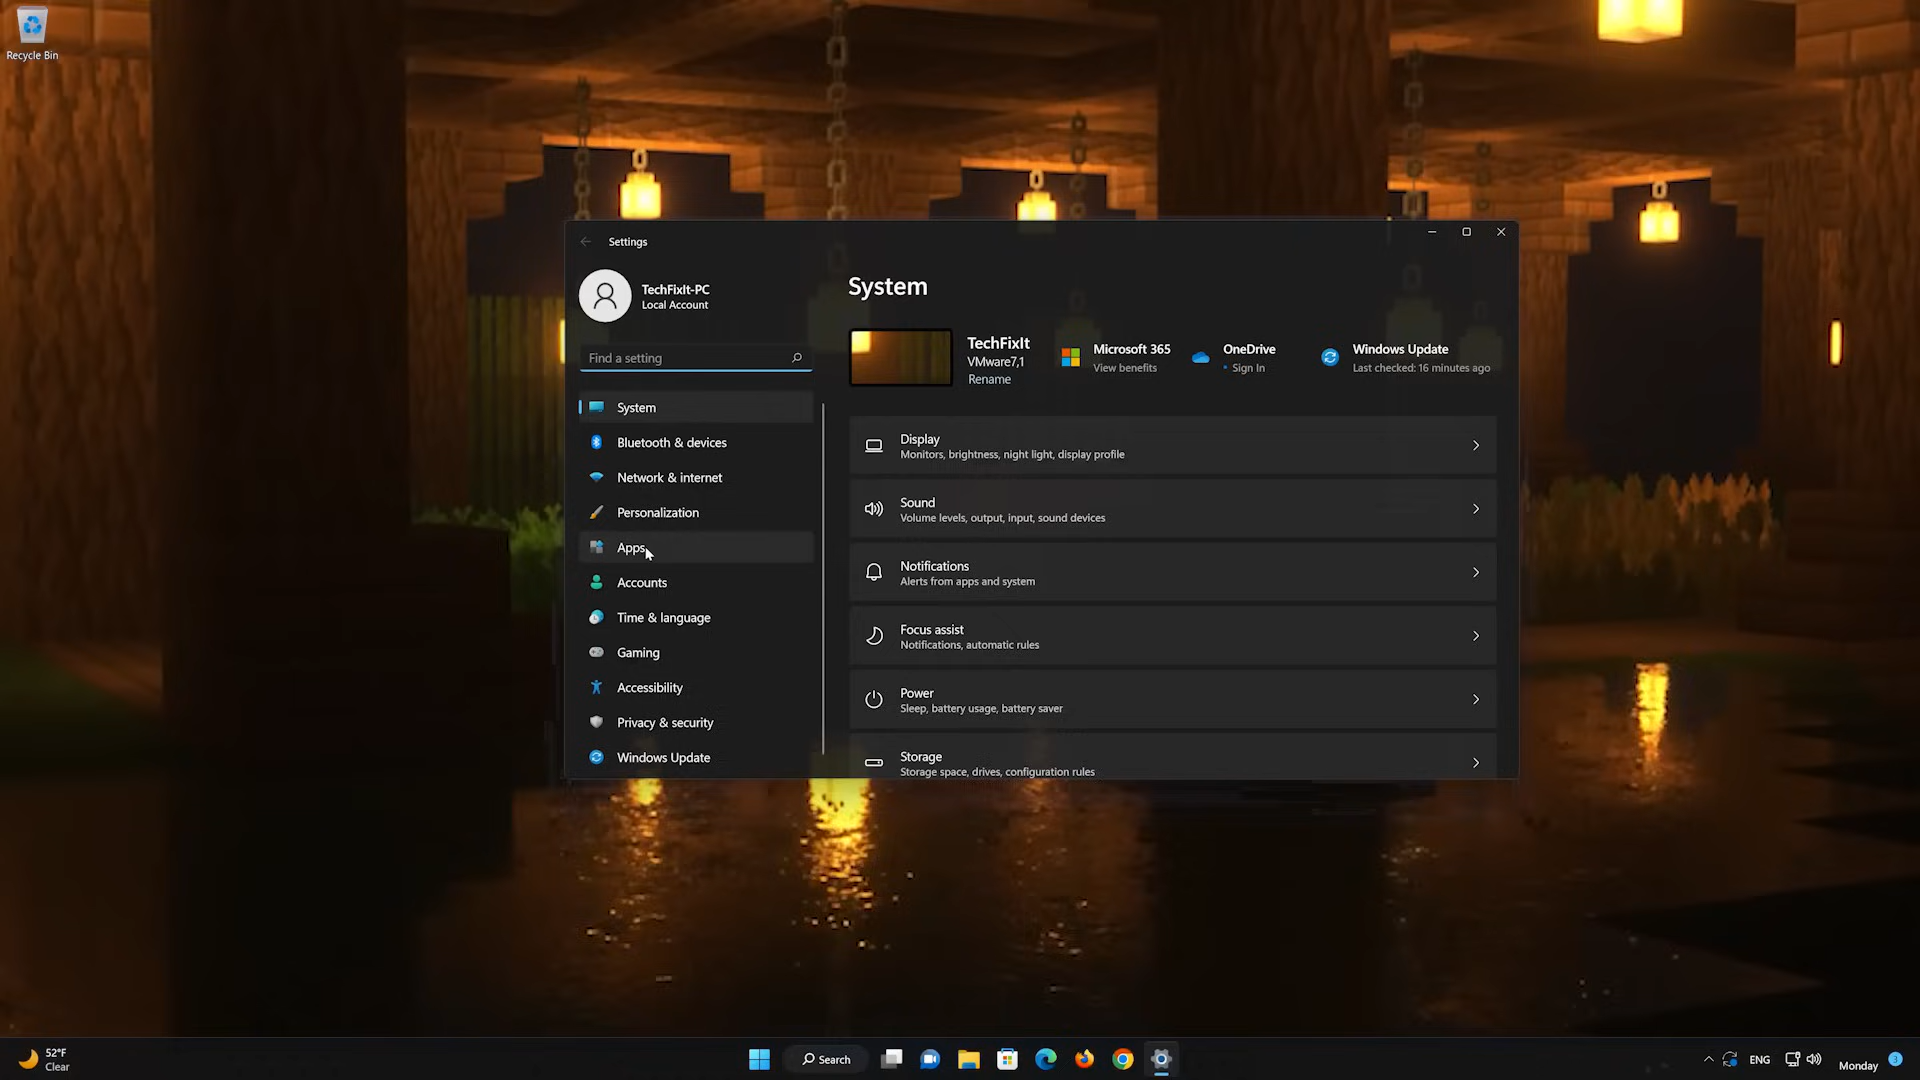 Recycle Bin
Settings
TechFixIt-PC
Local Account
Find a setting
System
Bluetooth & devices
Network & internet
Personalization
Apps
Accounts
Time & language
Gaming
Accessibility
Privacy & security
Windows Update
System
TechFixIt
VMware7,1
Rename
Microsoft 365
View benefits
OneDrive
• Sign In
Windows Update
Last checked: 16 minutes ago
Display
Monitors, brightness, night light, display profile
Sound
Volume levels, output, input, sound devices
Notifications
Alerts from apps and system
Focus assist
Notifications, automatic rules
Power
Sleep, battery usage, battery saver
Storage
Storage space, drives, configuration rules
52°F
Clear
Search
ENG
Monday
3